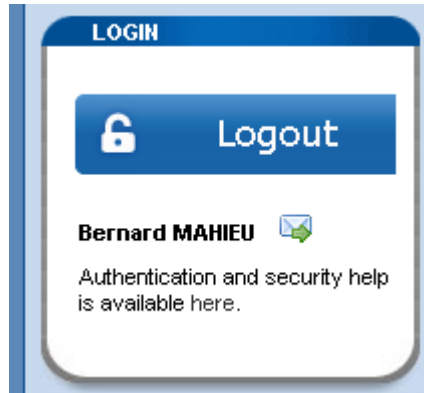 LOGIN
Logout
Bernard MAHIEU
Authentication and security help
is available here.